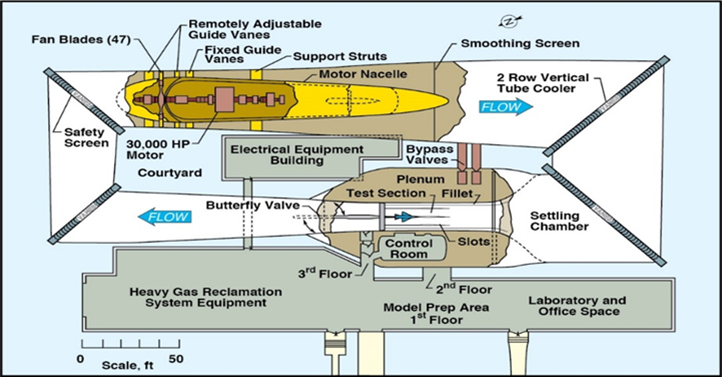 Remotely Adjustable
Guide Vanes
Fan Blades (47)
Fixed Guide
Vanes
Support Struts
Smoothing Screen
Motor Nacelle
2 Row Vertical
Tube Cooler
FLOW
Safety
Screen
30,000 HP
Motor
Electrical Equipment
Building
Bypass
Valves
Courtyard
Plenum
Test Section
Fillet
Butterfly Valve
FLOW
Settling
Chamber
Slots
Control
Room
3rd Floor
2nd Floor
Heavy Gas Reclamation
System Equipment
Model Prep Area
1st Floor
Laboratory and
Office Space
0 50
Scale, ft